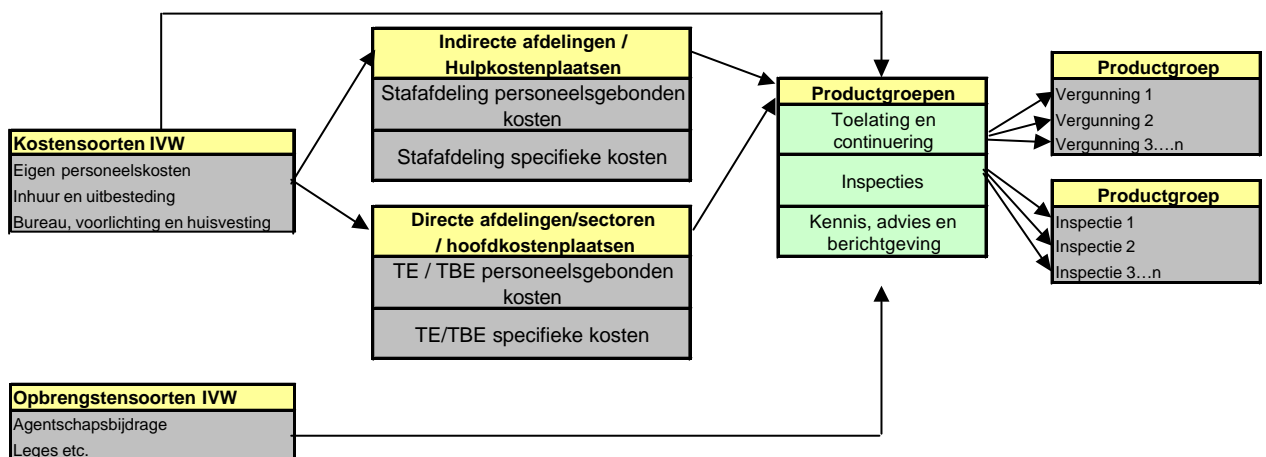 Kostensoorten IVW
Eigen personeelskosten
Inhuur en uitbesteding
Bureau, voorlichting en huisvesting
Indirecte afdelingen /
Hulpkostenplaatsen
Stafafdeling personeelsgebonden
kosten
Stafafdeling specifieke kosten
Directe afdelingen/sectoren
/ hoofdkostenplaatsen
TE / TBE personeelsgebonden
kosten
TE/TBE specifieke kosten
Productgroepen
Toelating en
continuering
Inspecties
Kennis, advies en
berichtgeving
Productgroep
Vergunning 1
Vergunning 2
Vergunning 3....n
Productgroep
Inspectie 1
Inspectie 2
Inspectie 3...n
Opbrengstensoorten IVW
Agentschapsbijdrage
Leges etc.